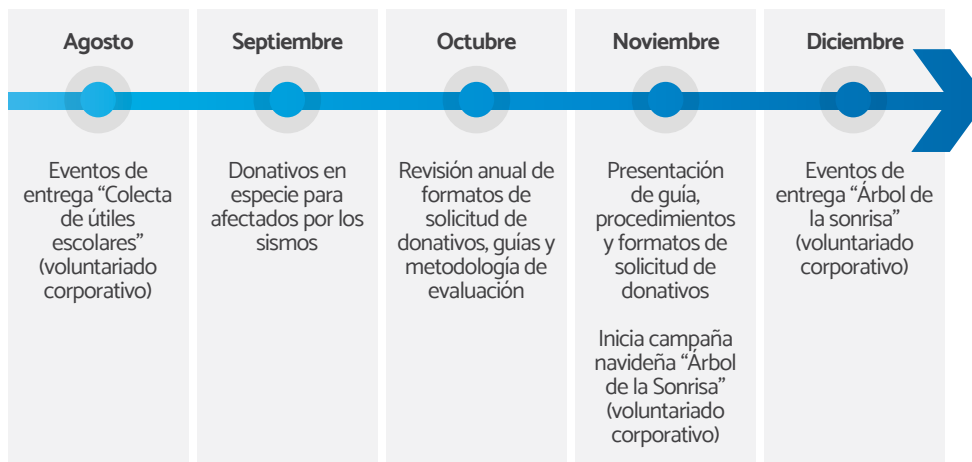 Agosto
Eventos de
entrega “Colecta
de útiles
escolares”
(voluntariado
corporativo)
Septiembre
Donativos en
especie para
afectados por los
sismos
Octubre
Revisión anual de
formatos de
solicitud de
donativos, guías y
metodología de
evaluación
Noviembre
Presentación
de guía,
procedimientos
y formatos de
solicitud de
donativos
Inicia campaña
navideña “Árbol
de la Sonrisa”
(voluntariado
corporativo)
Diciembre
Eventos de
entrega “Árbol de
la sonrisa”
(voluntariado
corporativo)